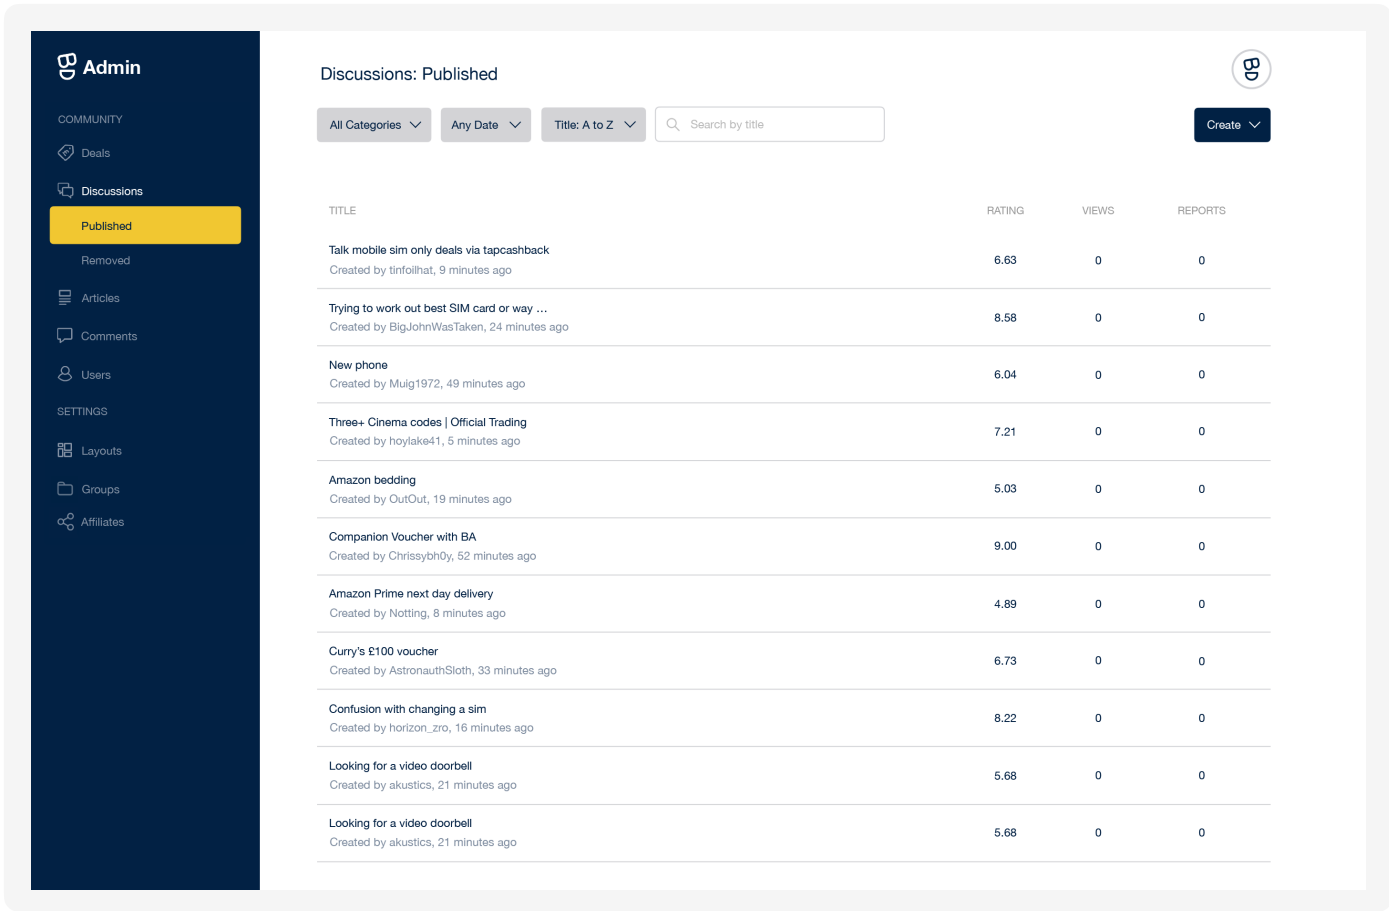 Admin
COMMUNITY
Deals
Discussions
Published
Removed
Articles
Comments
Users
SETTINGS
Layouts
Groups
Affiliates
Discussions: Published
All Categories
Any Date
Title: A to Z
Search by title
Create
TITLE RATING VIEWS REPORTS
Talk mobile sim only deals via tapcashback
Created by tinfoilhat, 9 minutes ago
6.63 0 0
Trying to work out best SIM card or way ...
Created by BigJohnWasTaken, 24 minutes ago
8.58 0 0
New phone
Created by Muig1972, 49 minutes ago
6.04 0 0
Three+ Cinema codes | Official Trading
Created by hoylake41, 5 minutes ago
7.21 0 0
Amazon bedding
Created by OutOut, 19 minutes ago
5.03 0 0
Companion Voucher with BA
Created by Chrissybh0y, 52 minutes ago
9.00 0 0
Amazon Prime next day delivery
Created by Notting, 8 minutes ago
4.89 0 0
Curry's £100 voucher
Created by AstronauthSloth, 33 minutes ago
6.73 0 0
Confusion with changing a sim
Created by horizon_zro, 16 minutes ago
8.22 0 0
Looking for a video doorbell
Created by akustics, 21 minutes ago
5.68 0 0
Looking for a video doorbell
Created by akustics, 21 minutes ago
5.68 0 0